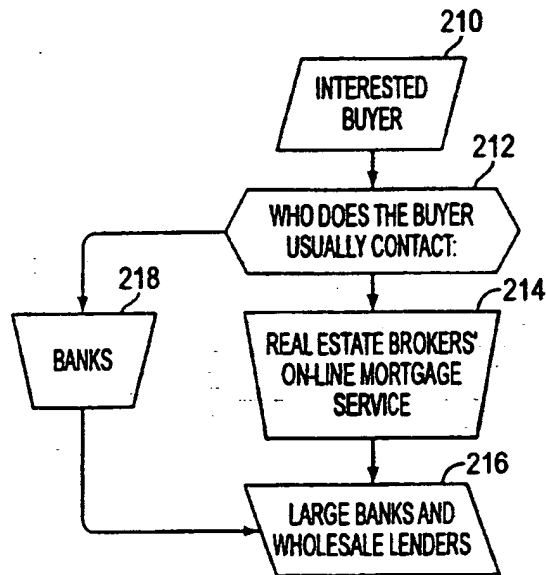 210
INTERESTED
BUYER
212
WHO DOES THE BUYER
USUALLY CONTACT:
218
BANKS
214
REAL ESTATE BROKERS'
ON-LINE MORTGAGE
SERVICE
216
LARGE BANKS AND
WHOLESALE LENDERS